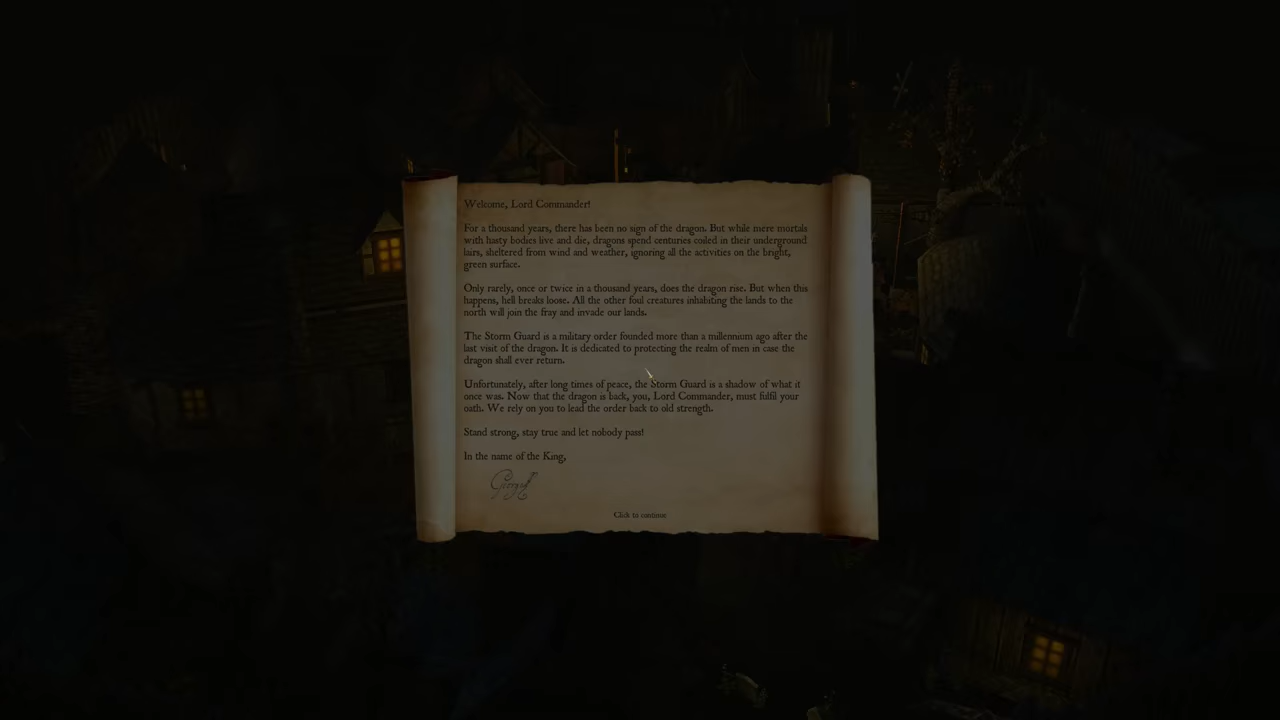 Welcome, Lord Commander!
For a thousand years, there has been no sign of the dragon. But while mere mortals
with hasty bodies live and die, dragons spend centuries coiled in their underground
lairs, sheltered from wind and weather, ignoring all the activities on the bright,
green surface.
Only rarely, once or twice in a thousand years, does the dragon rise. But when this
happens, hell breaks loose. All the other foul creatures inhabiting the lands to the
north will join the fray and invade our lands.
The Storm Guard is a military order founded more than a millennium ago after the
last visit of the dragon. It is dedicated to protecting the realm of men in case the
dragon shall ever return.
Unfortunately, after long times of peace, the Storm Guard is a shadow of what it
once was. Now that the dragon is back, you, Lord Commander, must fulfil your
oath. We rely on you to lead the order back to old strength.
Stand strong, stay true and let nobody pass!
In the name of the King,
Click to continue